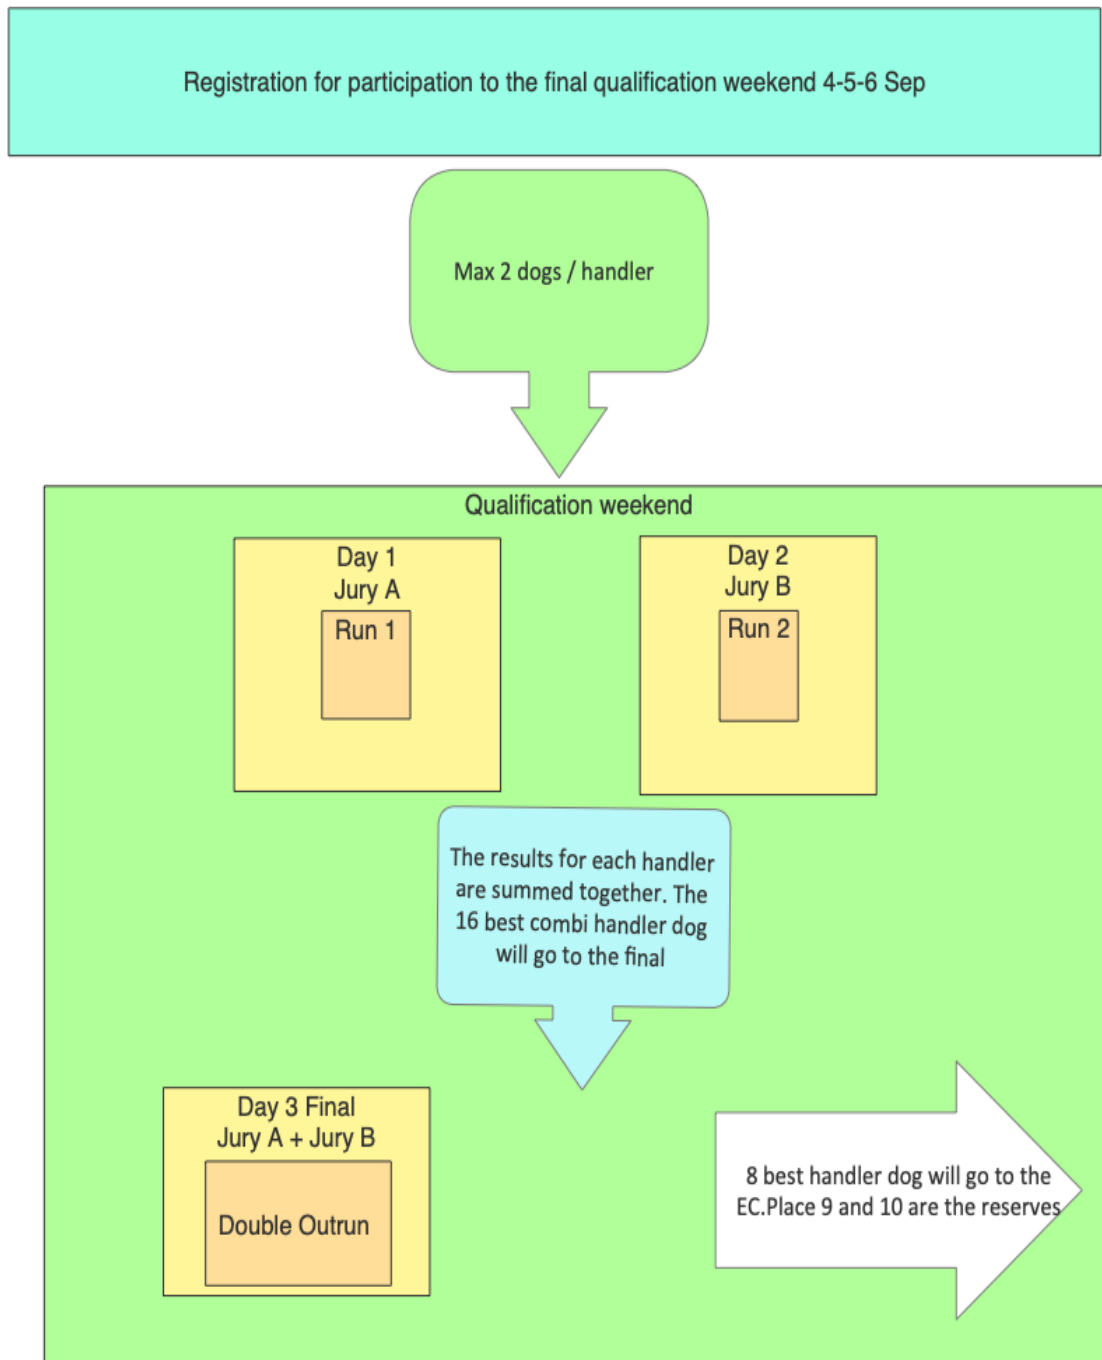 Registration for participation to the final qualification weekend 4-5-6 Sep
Max 2 dogs / handler
Qualification weekend
Day 1
Jury A
Run 1
Day 2
Jury B
Run 2
The results for each handler
are summed together. The
16 best combi handler dog
will go to the final
Day 3 Final
Jury A + Jury B
Double Outrun
8 best handler dog will go to the
EC.Place 9 and 10 are the reserves